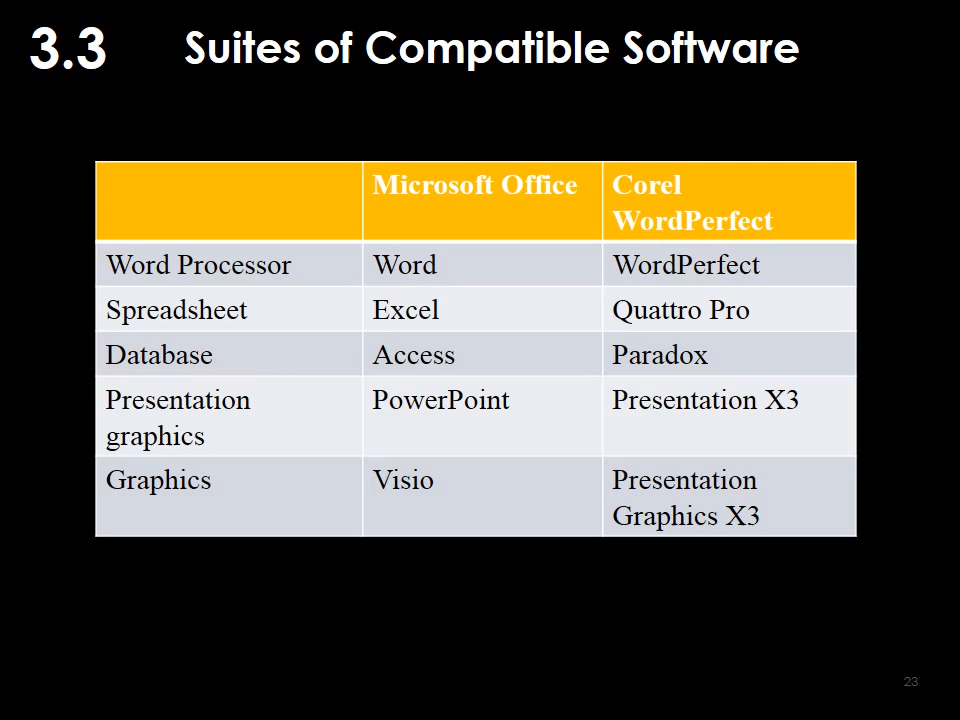 3.3 Suites of Compatible Software
Microsoft Office Corel
WordPerfect
Word Processor Word WordPerfect
Spreadsheet Excel Quattro Pro
Database Access Paradox
Presentation PowerPoint Presentation X3
graphics
Graphics Visio Presentation
Graphics X3
23